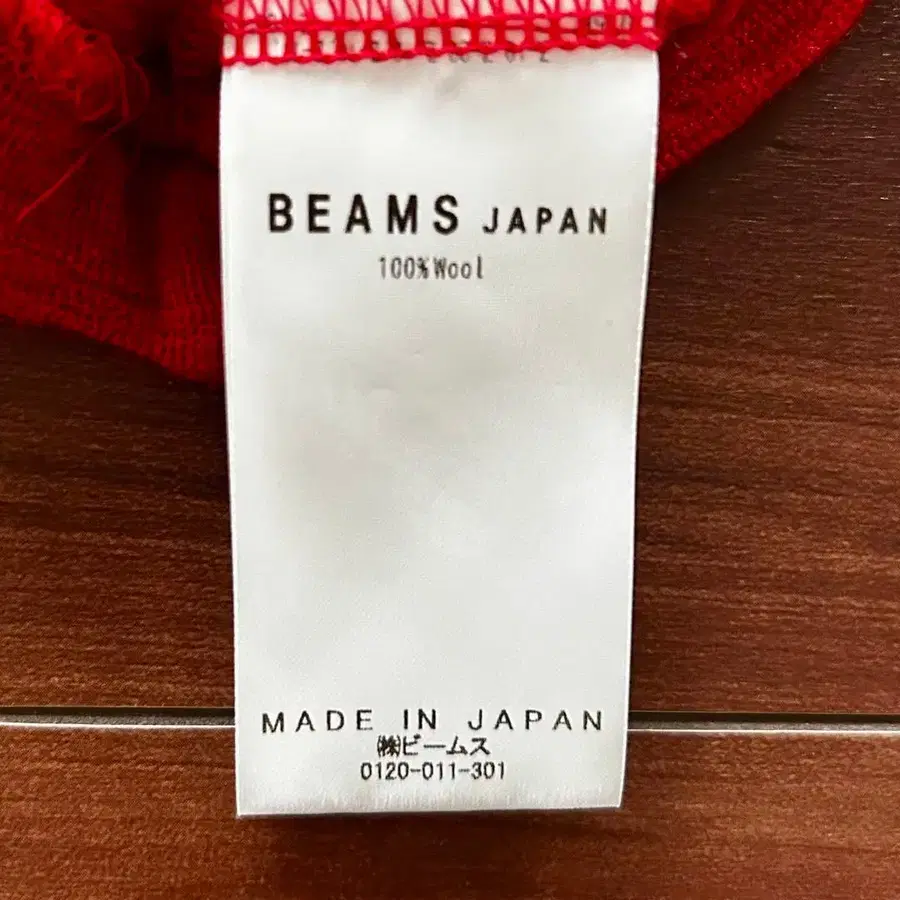 BEAMS JAPAN
100%Wool
MADE IN JAPAN
㈱ビームス
0120-011-301